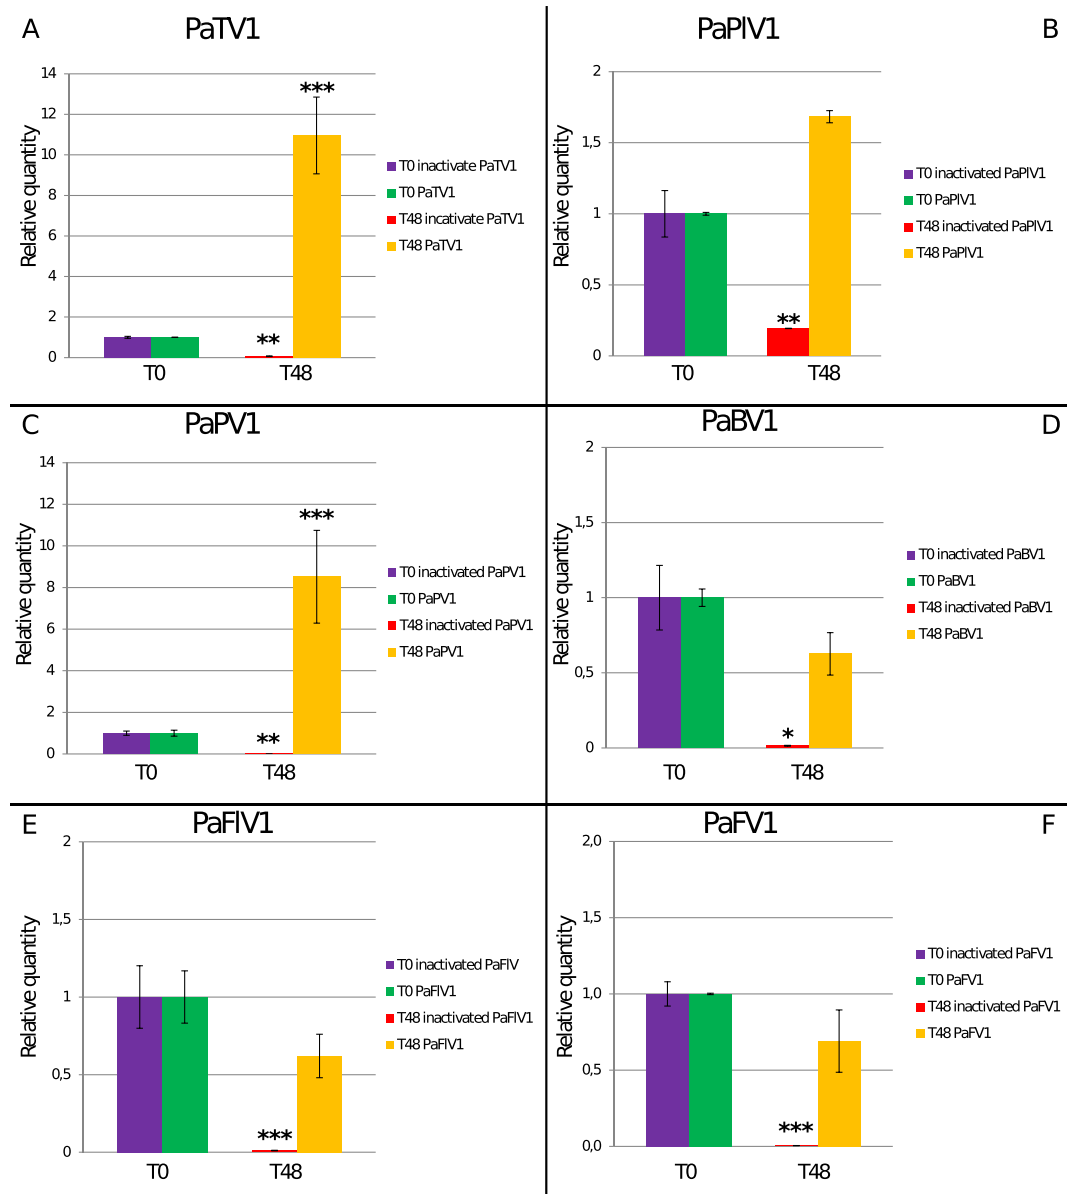 A
PaTV1
14
12
10
8
6
4
2
0
Relative quantity
***
**
T0
T48
T0 inactivate PaTV1
T0 PaTV1
T48 incativate PaTV1
T48 PaTV1
PaPlV1
B
2
1,5
1
0,5
0
Relative quantity
**
T0
T48
T0 inactivated PaPlV1
T0 PaPlV1
T48 inactivated PaPlV1
T48 PaPlV1
C
PaPV1
14
12
10
8
6
4
2
0
Relative quantity
***
**
T0
T48
T0 inactivated PaPV1
T0 PaPV1
T48 inactivated PaPV1
T48 PaPV1
PaBV1
D
2
1,5
1
0,5
0
Relative quantity
*
T0
T48
T0 inactivated PaBV1
T0 PaBV1
T48 inactivated PaBV1
T48 PaBV1
E
PaFlV1
2
1,5
1
0,5
0
Relative quantity
***
T0
T48
T0 inactivated PaFlV
T0 PaFlV1
T48 inactivated PaFlV1
T48 PaFlV1
PaFV1
F
2,0
1,5
1,0
0,5
0,0
Relative quantity
***
T0
T48
T0 inactivated PaFV1
T0 PaFV1
T48 inactivated PaFV1
T48 PaFV1